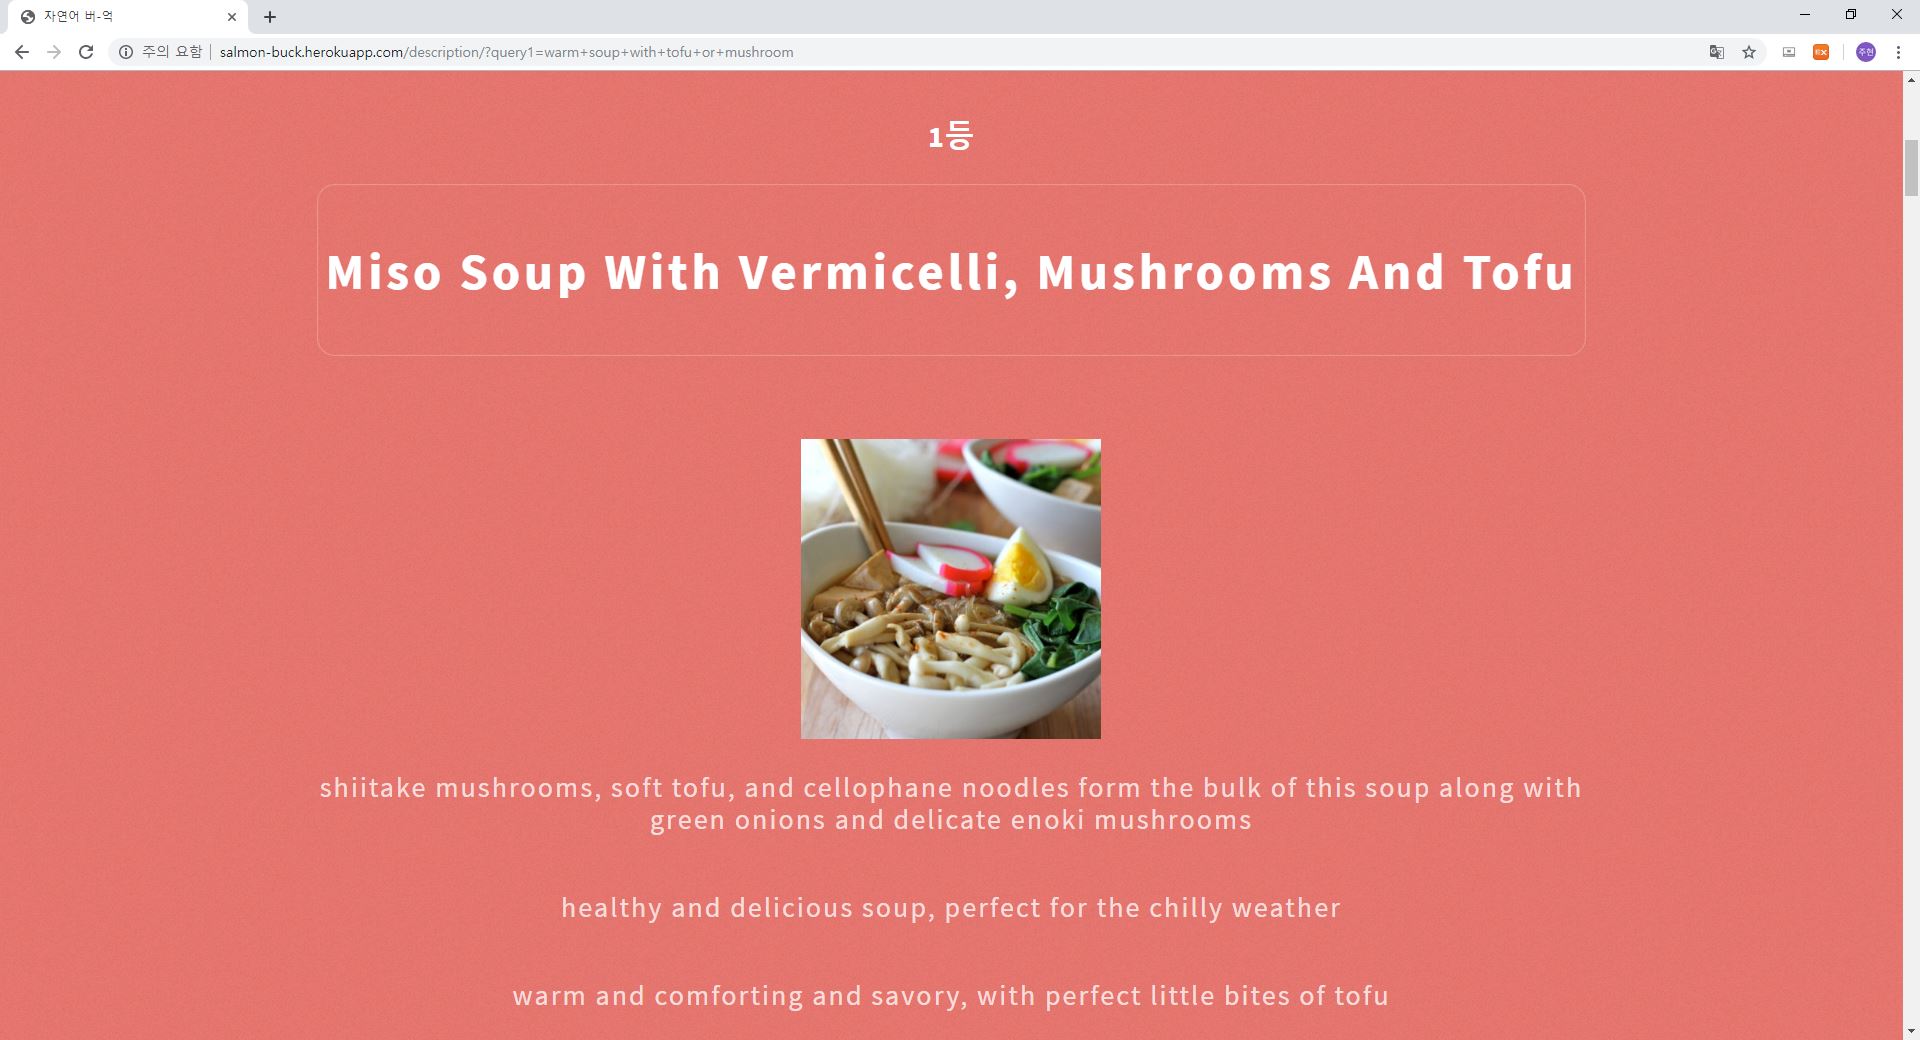 자연어 버-억
주의 요함 salmon-buck.herokuapp.com/description/?query1=warm+soup+with+tofu+or+mushroom
주현
1등
Miso Soup With Vermicelli, Mushrooms And Tofu
shiitake mushrooms, soft tofu, and cellophane noodles form the bulk of this soup along with
green onions and delicate enoki mushrooms
healthy and delicious soup, perfect for the chilly weather
warm and comforting and savory, with perfect little bites of tofu